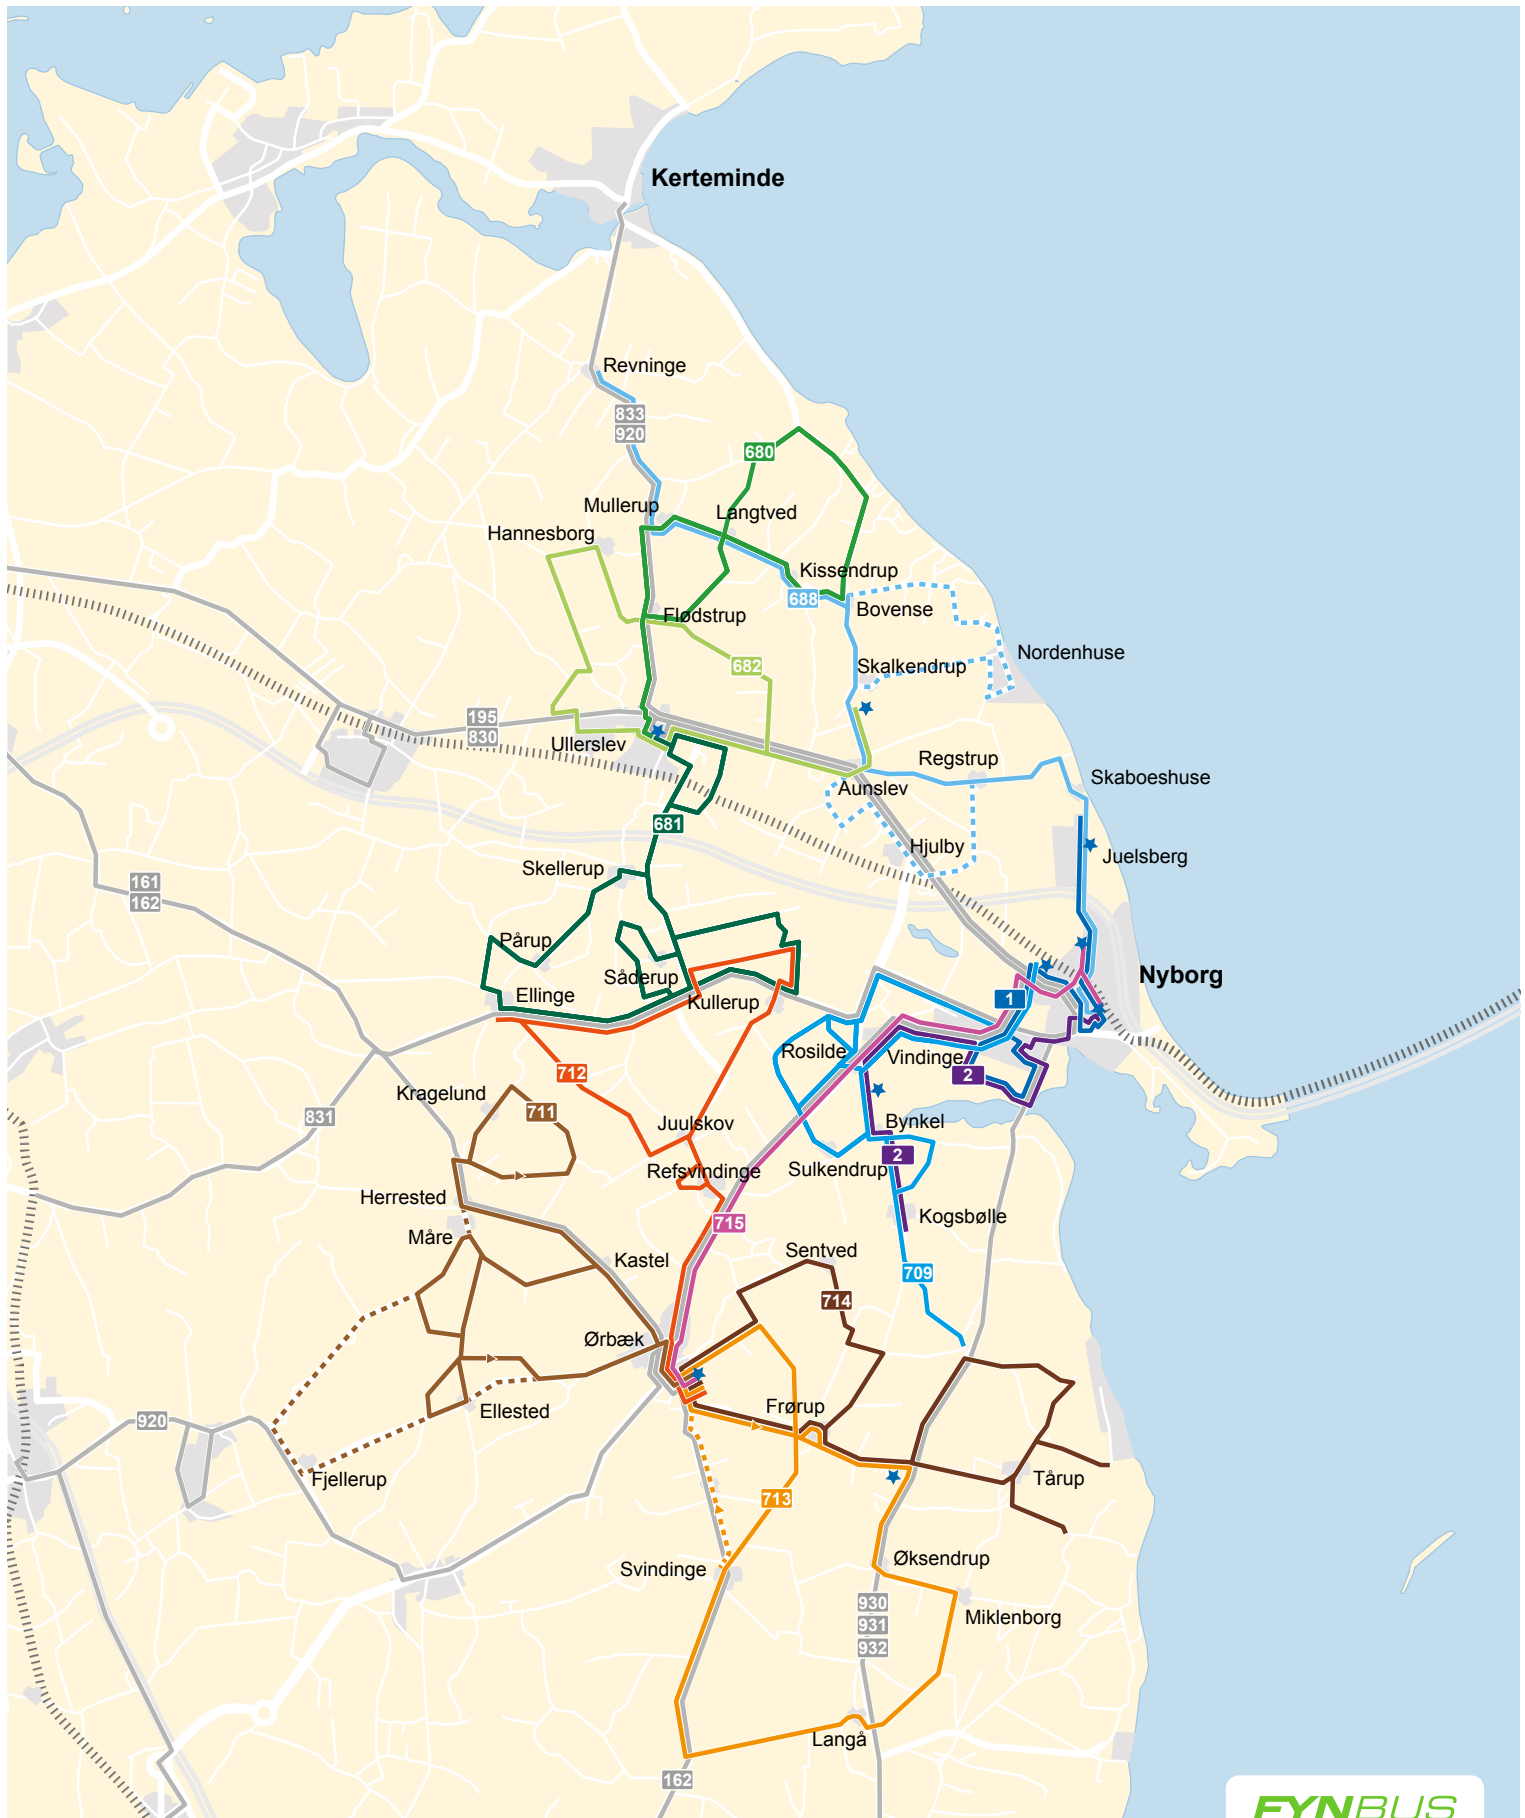 Kerteminde
Revninge
833
920
680
Mullerup
Langtved
Hannesborg
Kissendrup
688
Bovense
Flødstrup
Nordenhuse
682
Skalkendrup
195
830
Ullerslev
Regstrup
Skaboeshuse
Aunslev
681
Hjulby
Juelsberg
Skellerup
161
162
Pårup
Såderup
Nyborg
Ellinge
Kullerup
1
Rosilde
Vindinge
712
2
Kragelund
711
831
Juulskov
Bynkel
2
Refsvindinge
Sulkendrup
Herrested
Kogsbølle
715
Måre
Sentved
Kastel
709
714
Ørbæk
Frørup
Ellested
920
Fjellerup
Tårup
713
Øksendrup
Svindinge
930
931
932
Miklenborg
Langå
162
FYNBUS